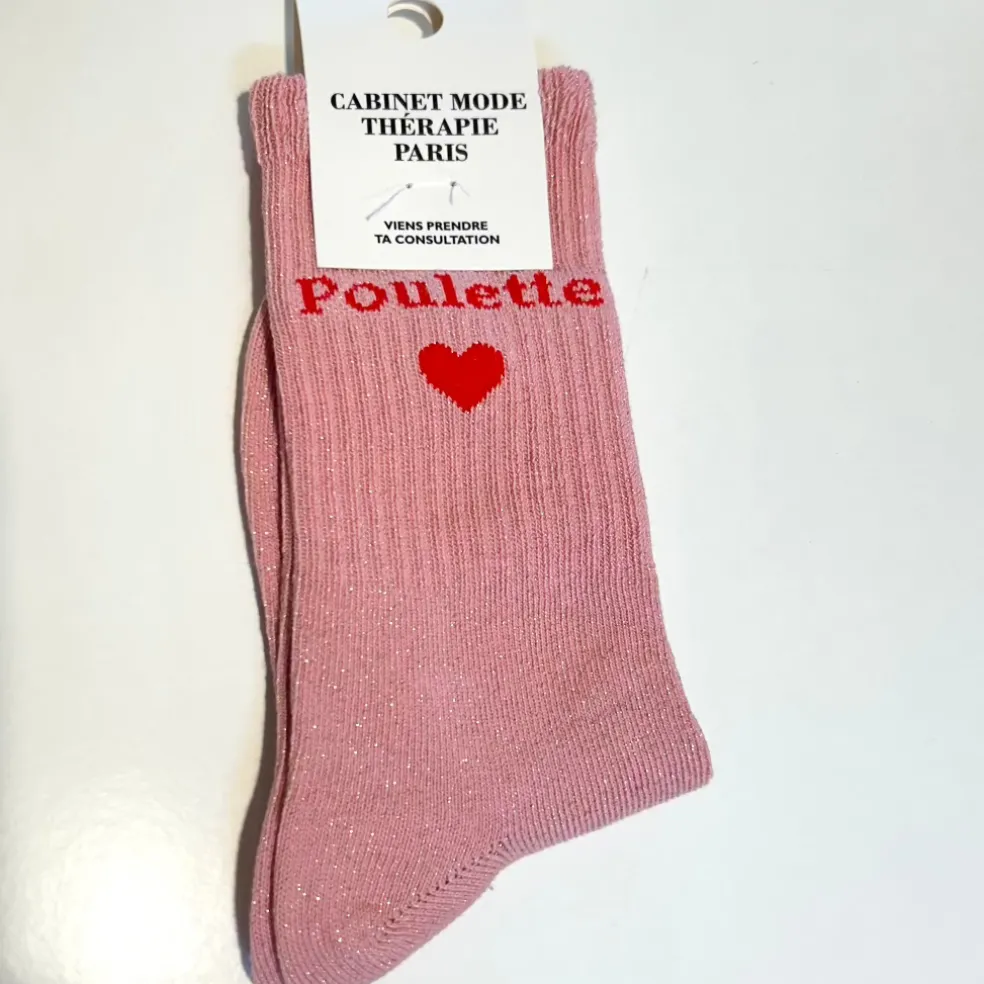 CABINET MODE
THÉRAPIE
PARIS
VIENS PRENDRE
TA CONSULTATION
Poulette